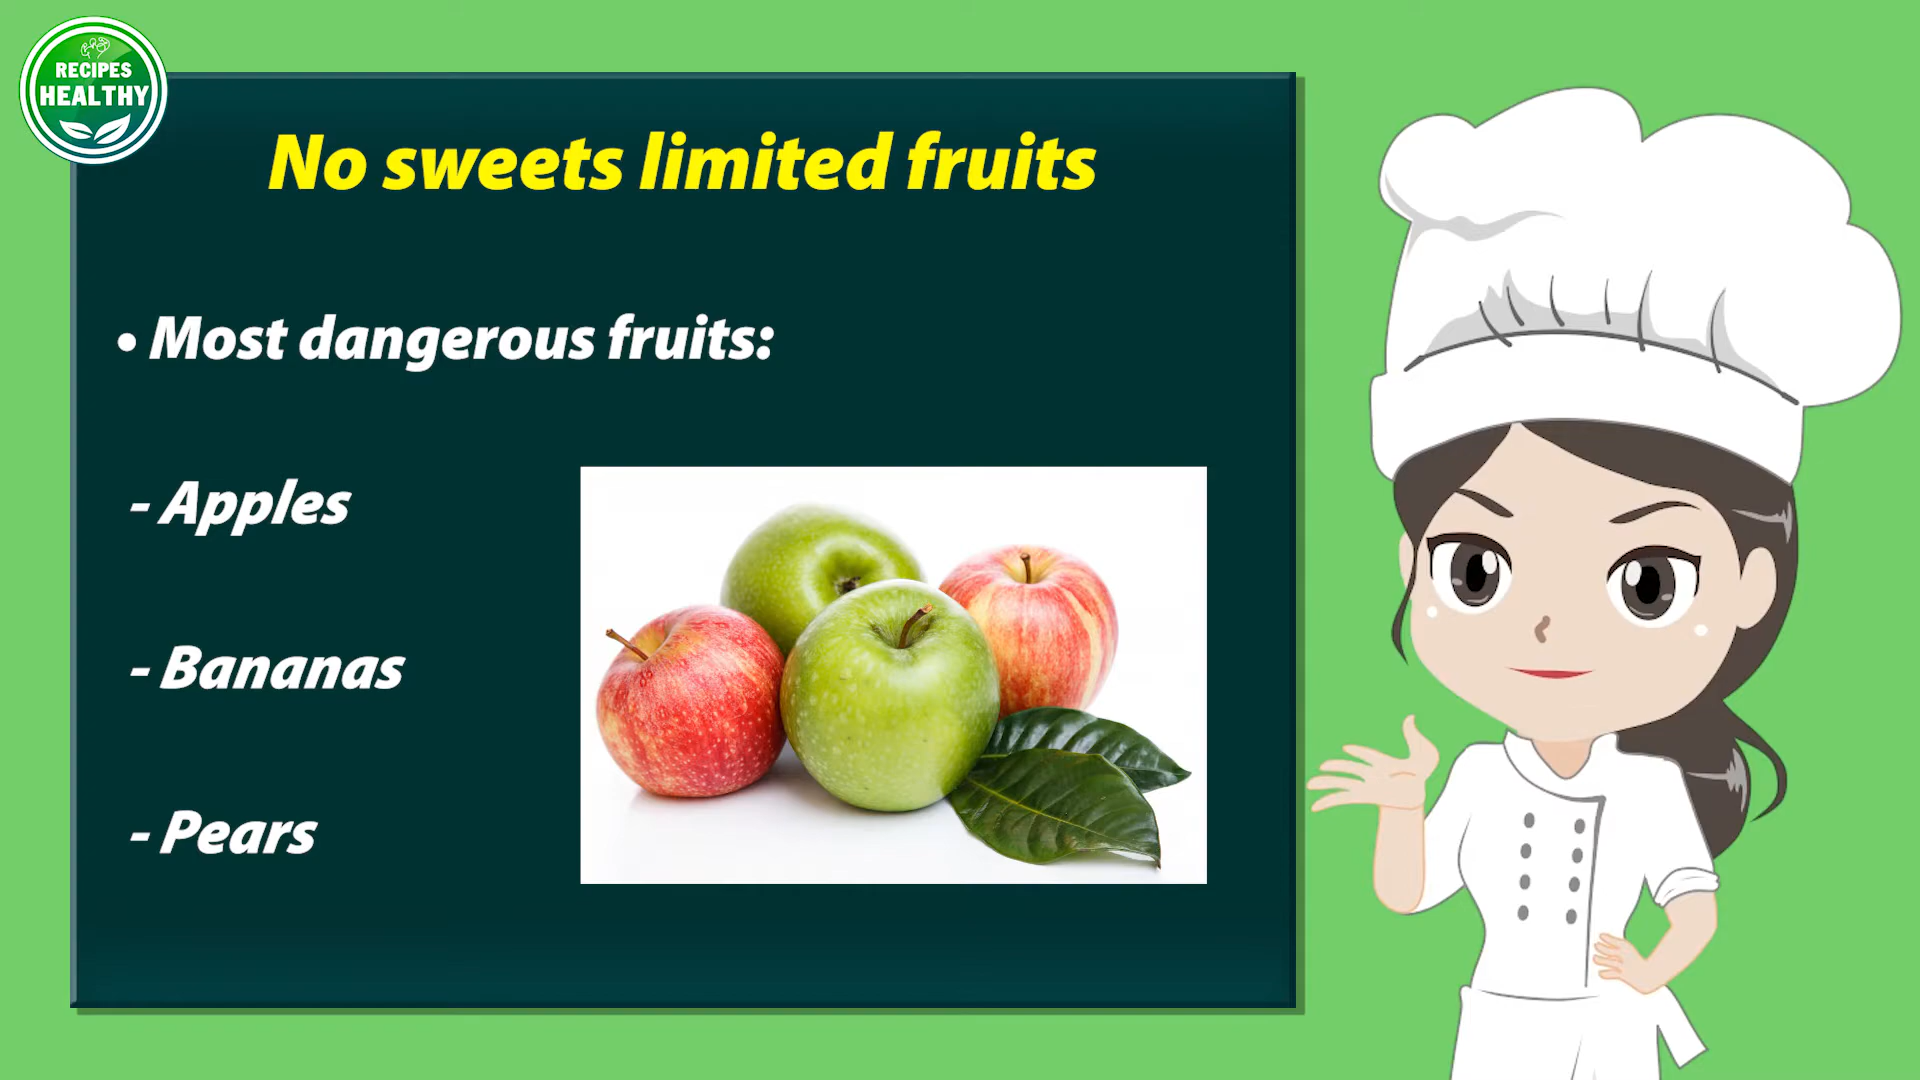 RECIPES
HEALTHY
No sweets limited fruits
• Most dangerous fruits:
- Apples
- Bananas
- Pears